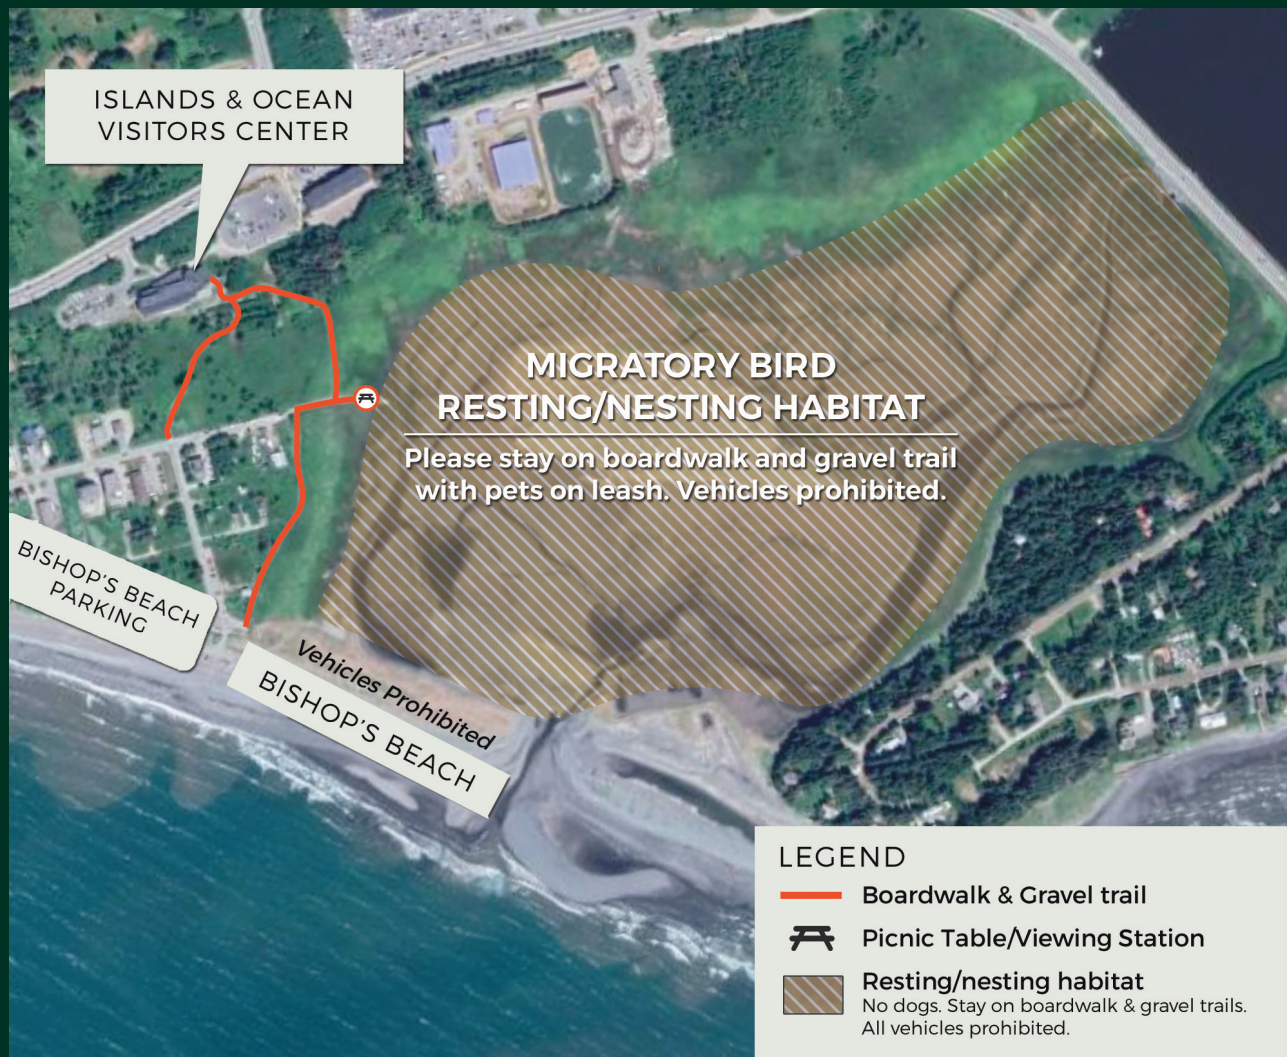 ISLANDS & OCEAN
VISITORS CENTER
MIGRATORY BIRD
RESTING/NESTING HABITAT
Please stay on boardwalk and gravel trail
with pets on leash. Vehicles prohibited.
BISHOP'S BEACH
PARKING
Vehicles Prohibited
BISHOP'S BEACH
LEGEND
Boardwalk & Gravel trail
Picnic Table/Viewing Station
Resting/nesting habitat
No dogs. Stay on boardwalk & gravel trails.
All vehicles prohibited.